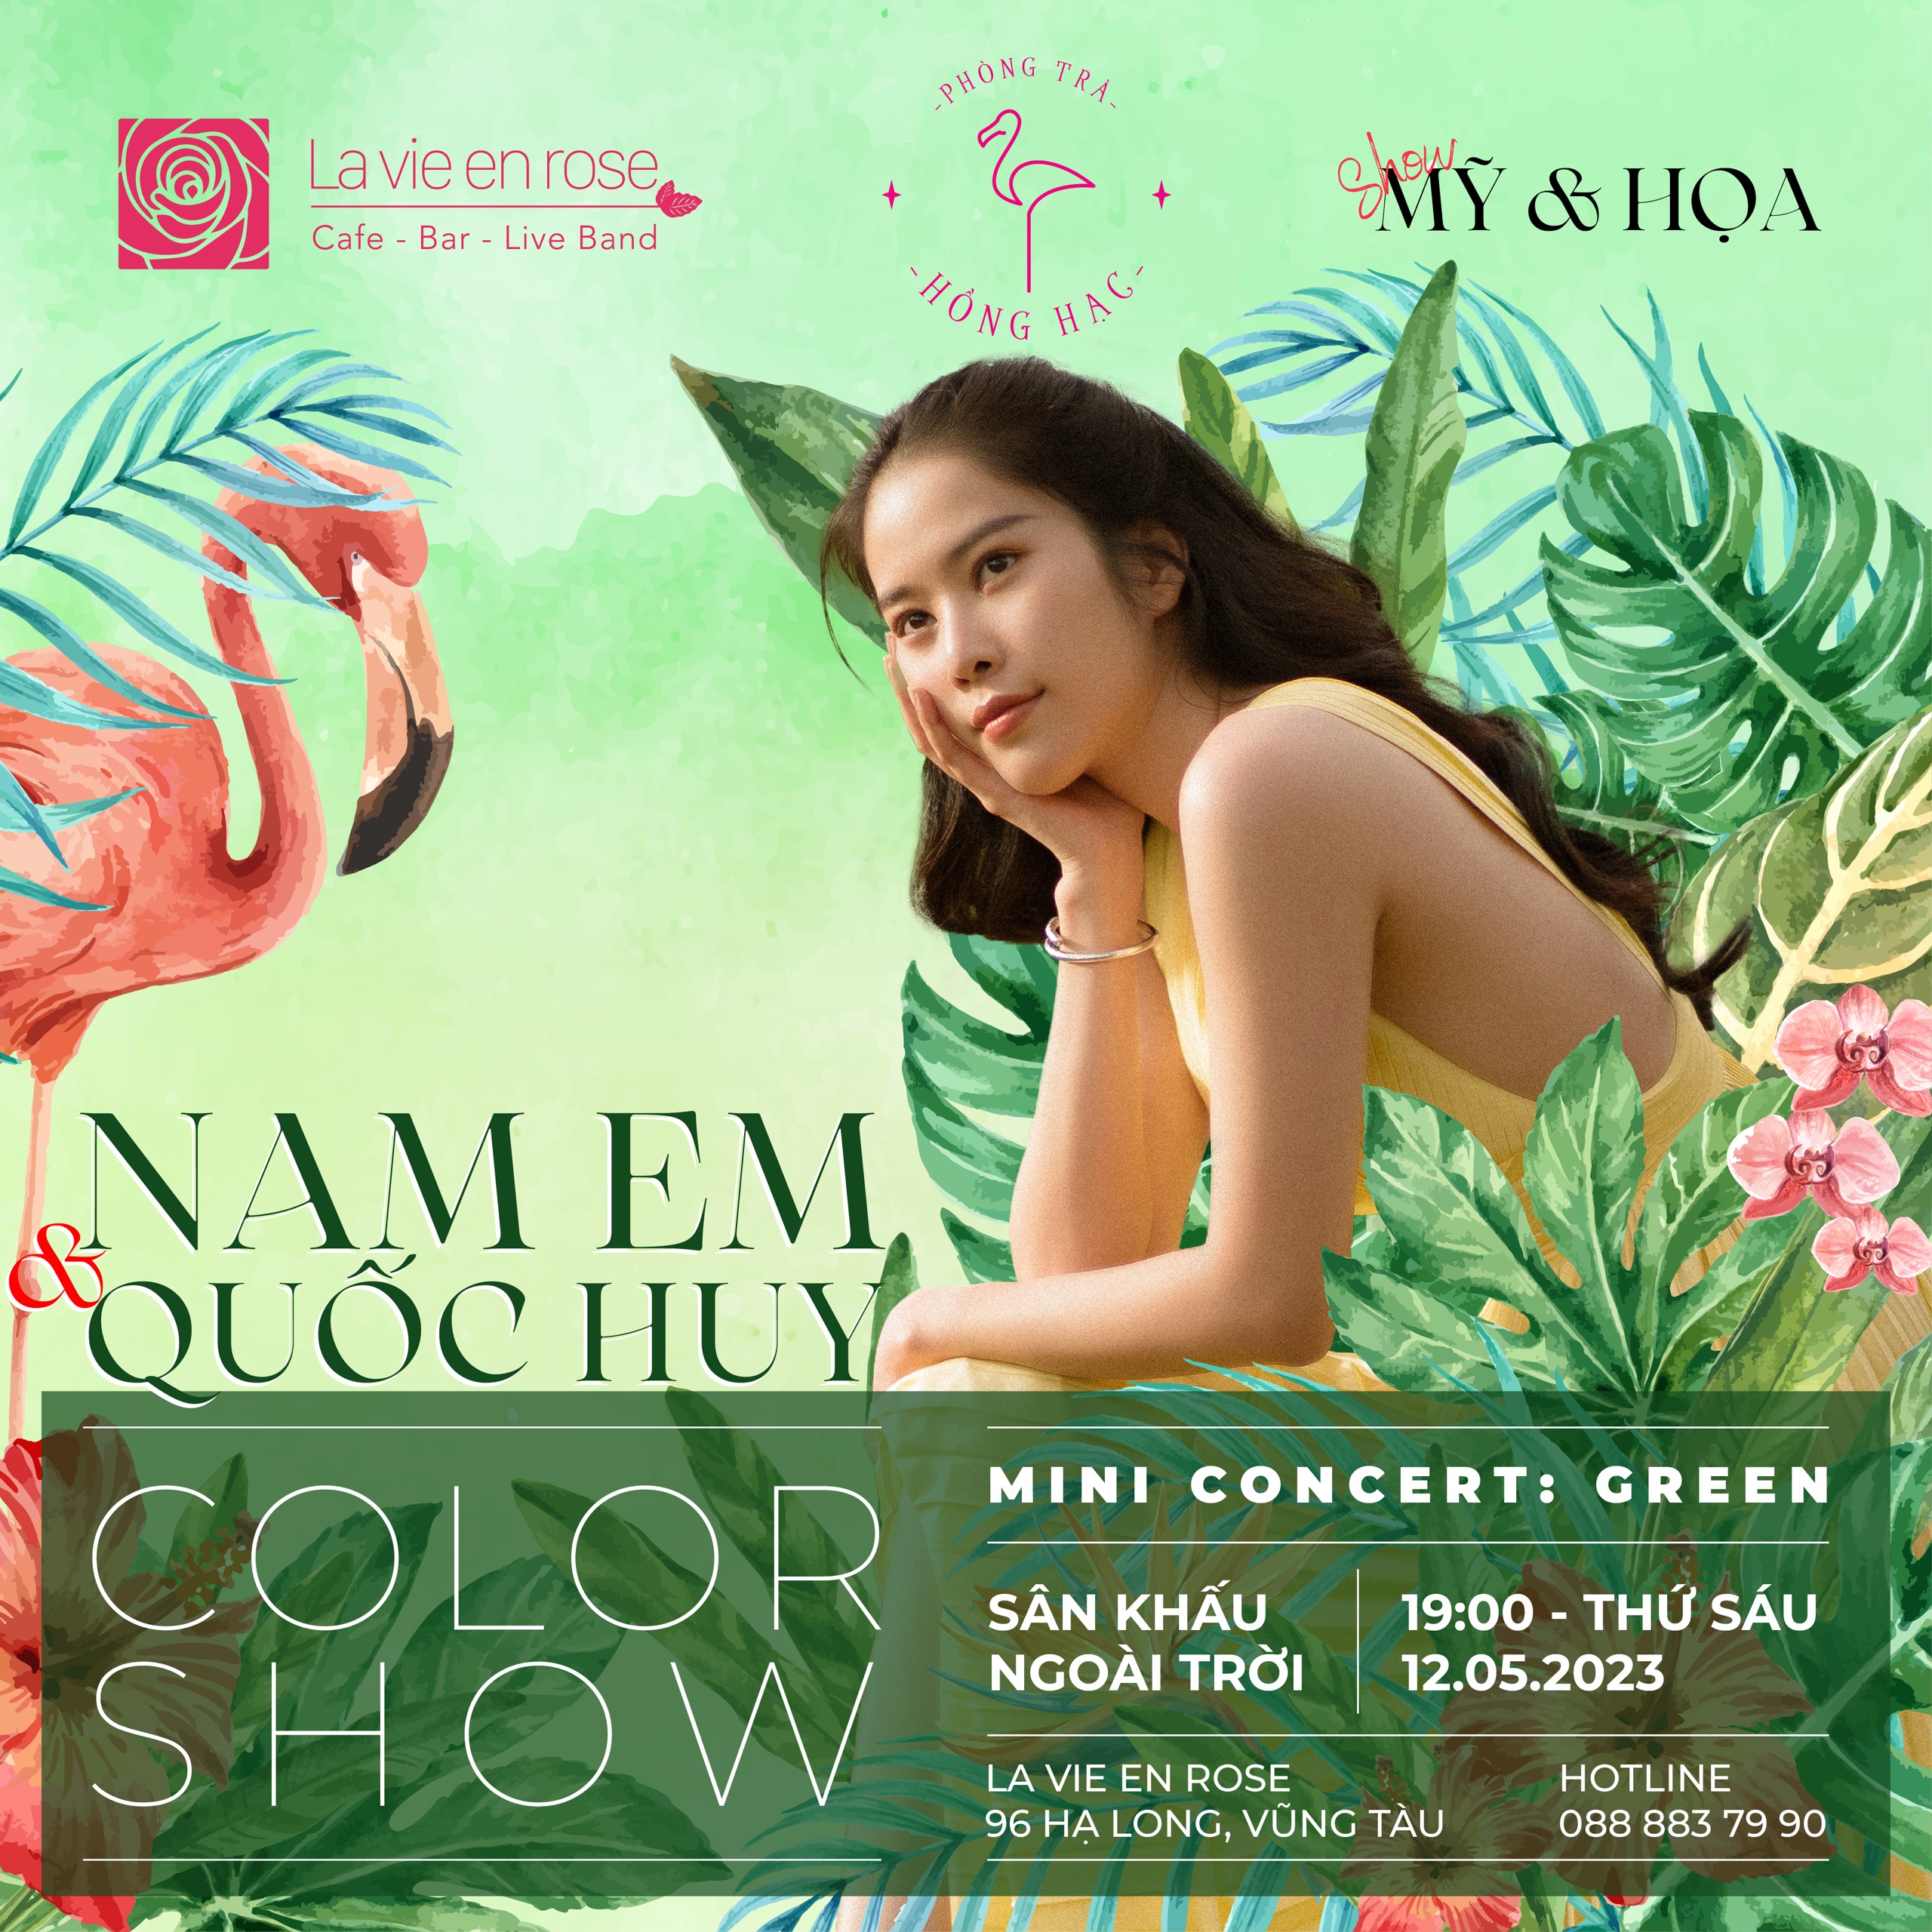 La vie en rose
Cafe - Bar - Live Band
-PHÒNG TRÀ-
-HỒNG HẠC-
Show
MỸ & HỌA
NAM EM
&
QUỐC HUY
COLOR
SHOW
MINI CONCERT: GREEN
SÂN KHẤU
NGOÀI TRỜI
19:00 - THỨ SÁU
12.05.2023
LA VIE EN ROSE
96 HẠ LONG, VŨNG TÀU
HOTLINE
088 883 79 90